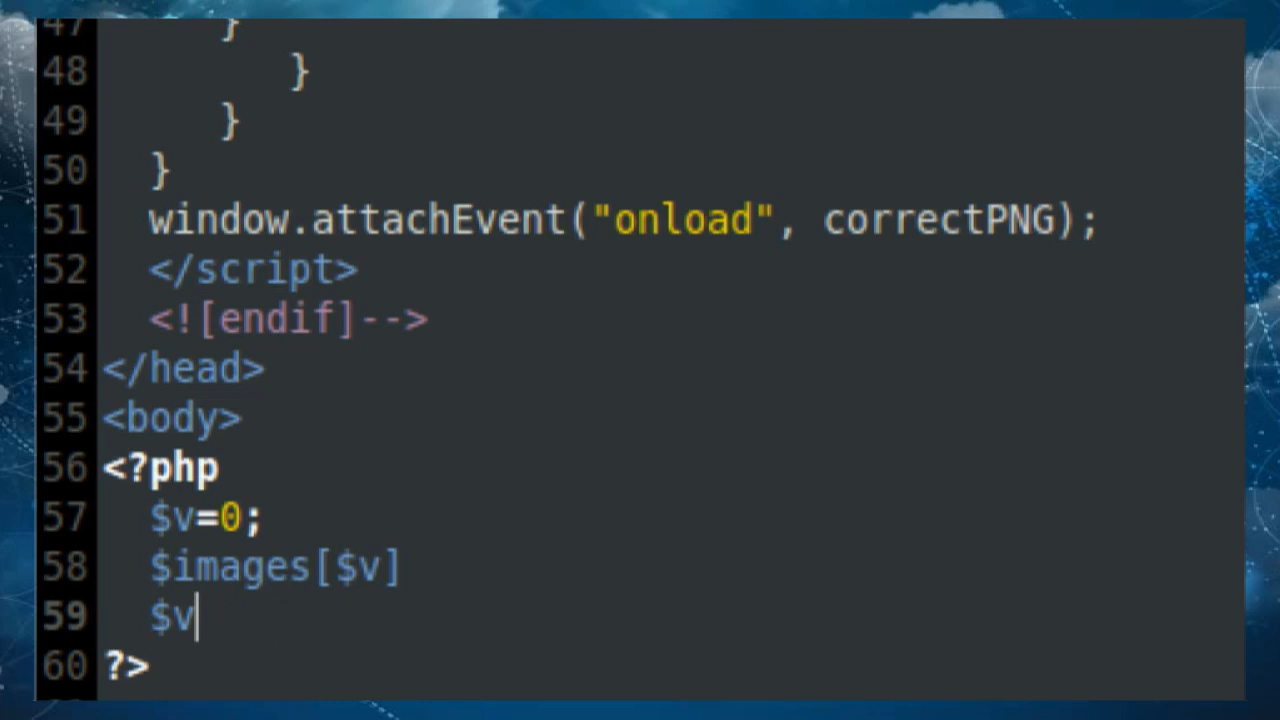 47 }
48 }
49 }
50 }
51 window.attachEvent("onload", correctPNG);
52 </script>
53 <![endif]-->
54 </head>
55 <body>
56 <?php
57 $v=0;
58 $images[$v]
59 $v
60 ?>